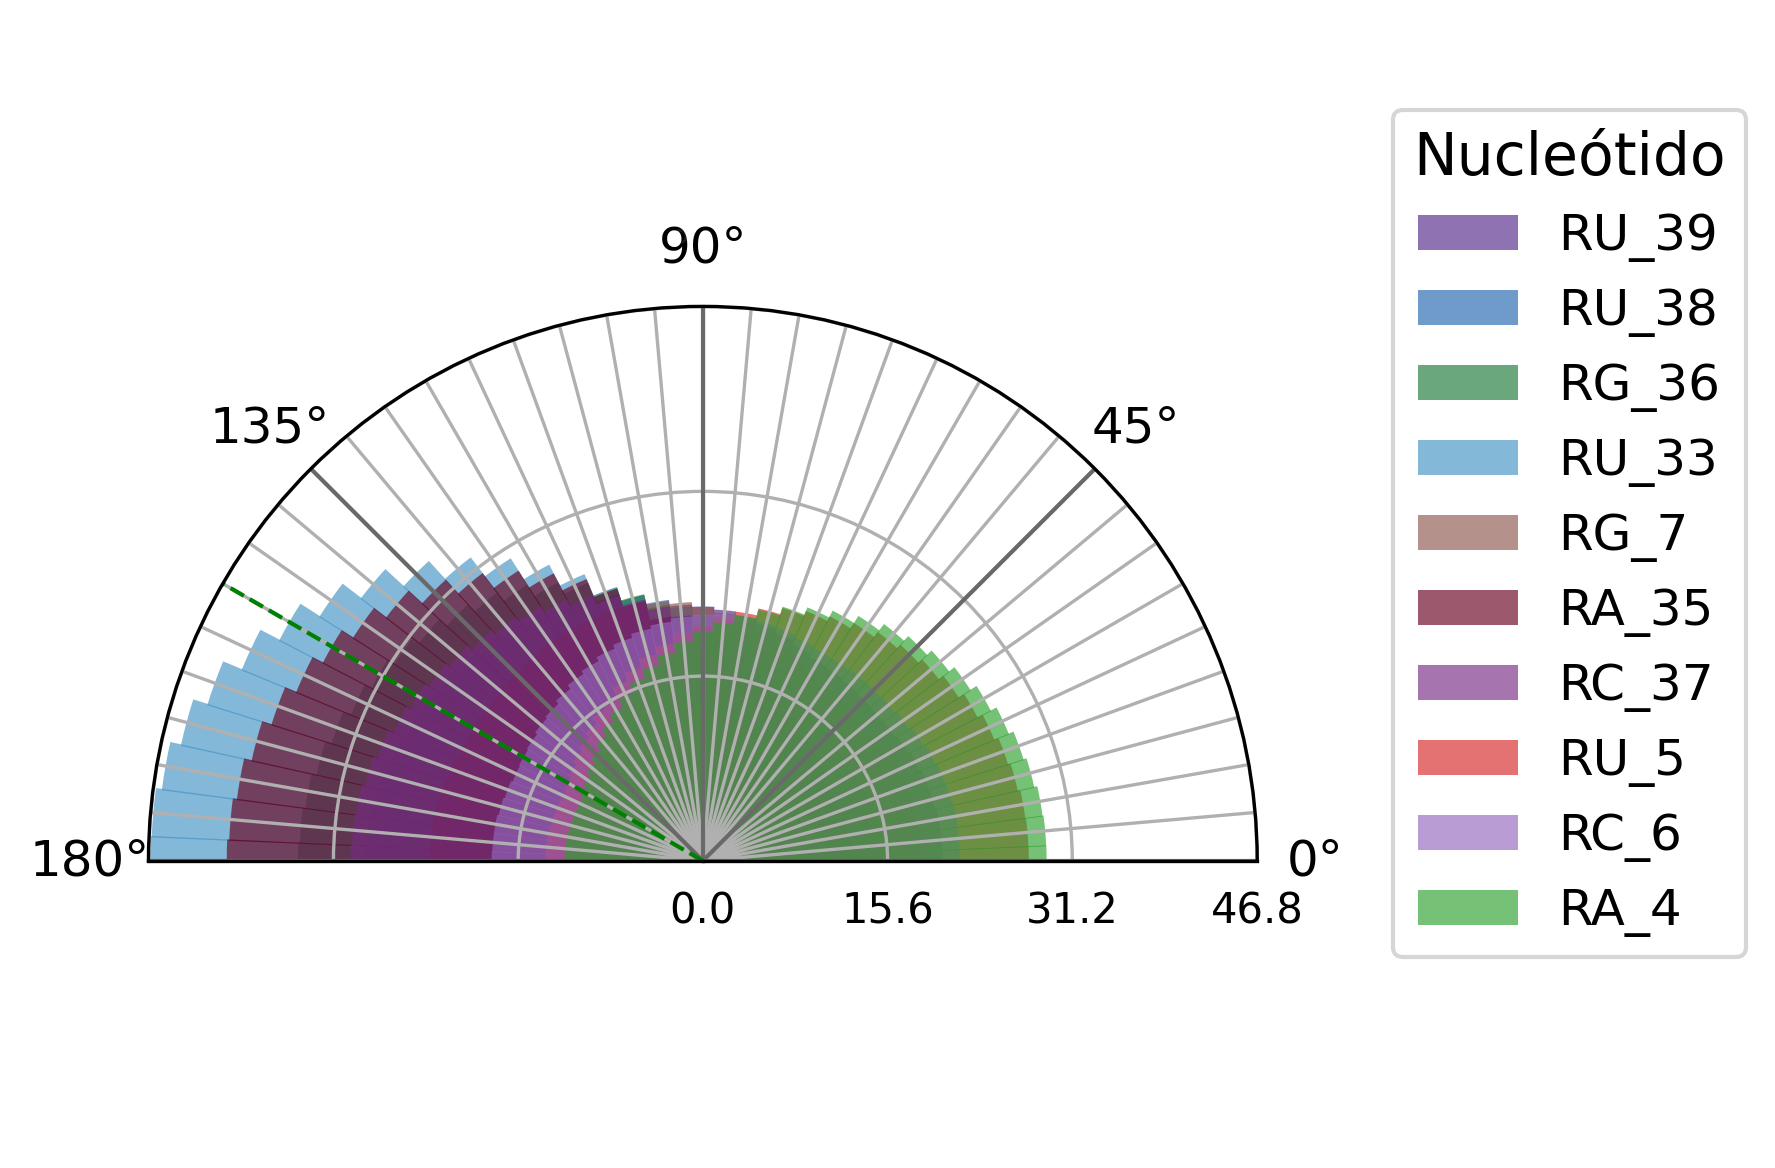 90°
135°
45°
180°
0°
0.0
15.6
31.2
46.8
Nucleótido
RU_39
RU_38
RG_36
RU_33
RG_7
RA_35
RC_37
RU_5
RC_6
RA_4